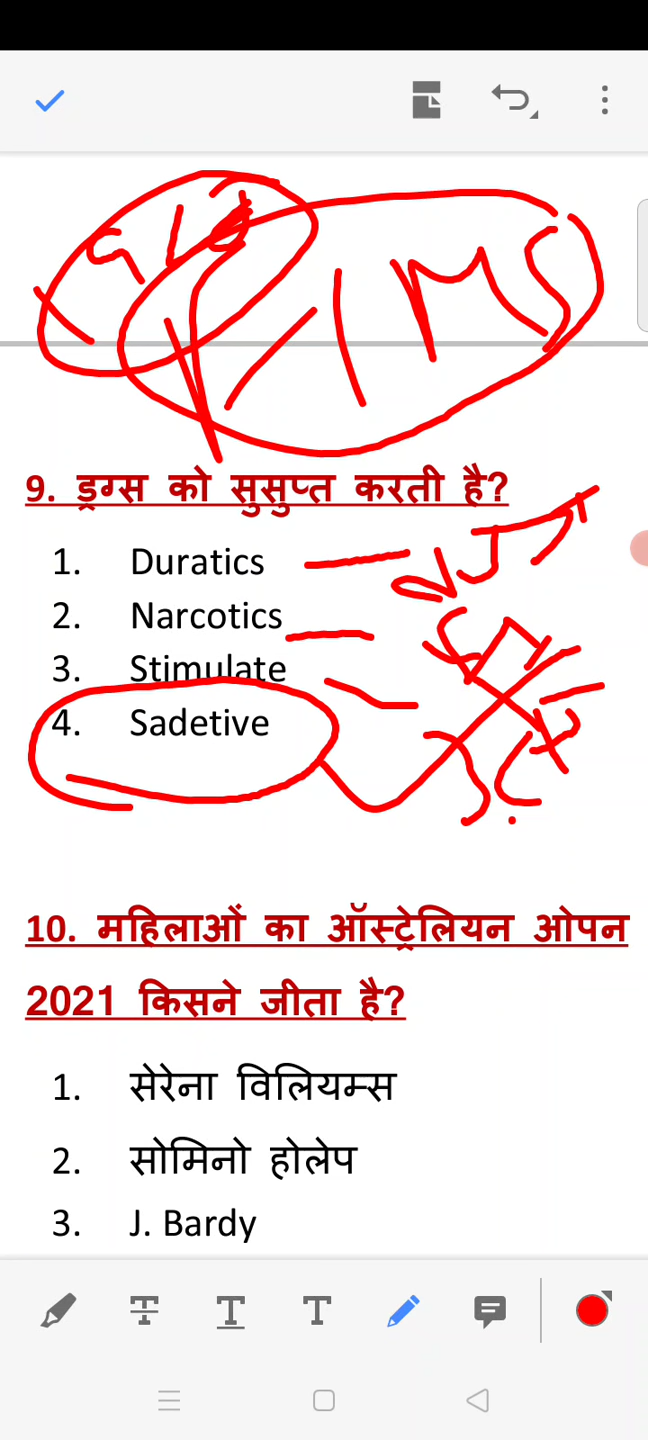 9. ड्रग्स को सुसुप्त करती है?
1. Duratics
2. Narcotics
3. Stimulate
4. Sadetive
10. महिलाओं का ऑस्ट्रेलियन ओपन
2021 किसने जीता है?
1. सेरेना विलियम्स
2. सोमिनो होलेप
3. J. Bardy